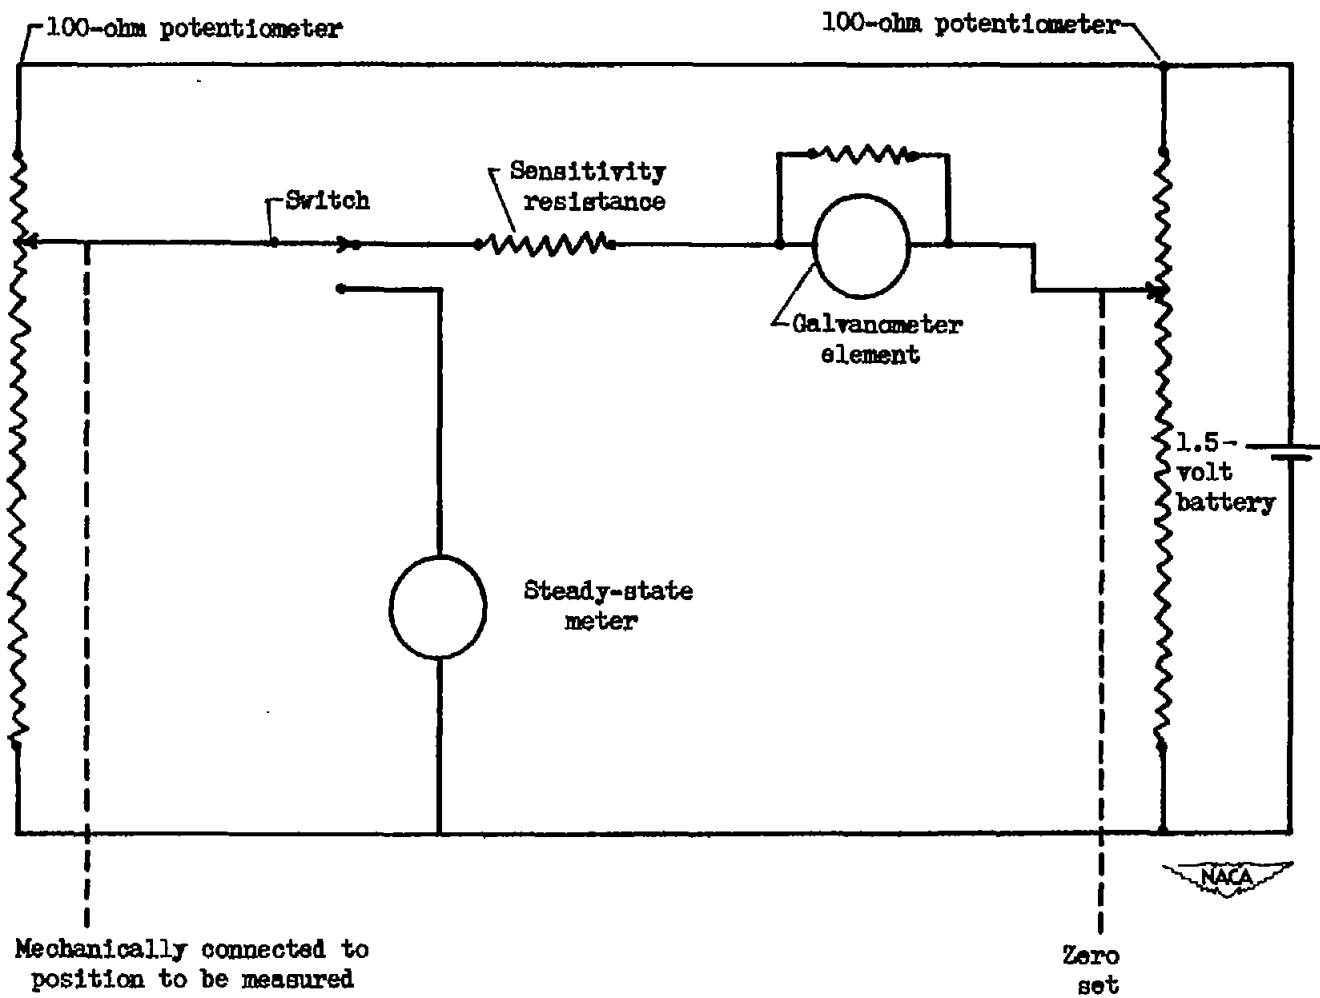 100-ohm potentiometer
100-ohm potentiometer
Switch
Sensitivity
resistance
Galvanometer
element
1.5-
volt
battery
Steady-state
meter
NACA
Mechanically connected to
position to be measured
Zero
set